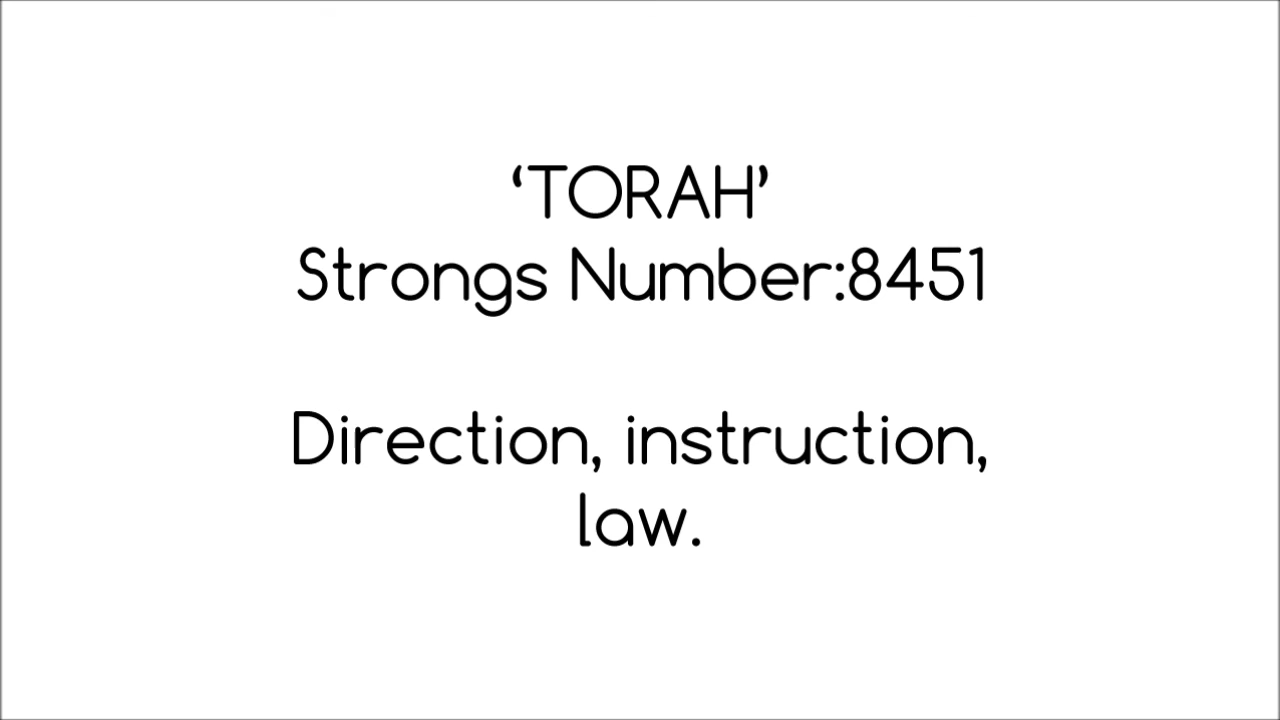 ‘TORAH’
Strongs Number:8451
Direction, instruction,
law.